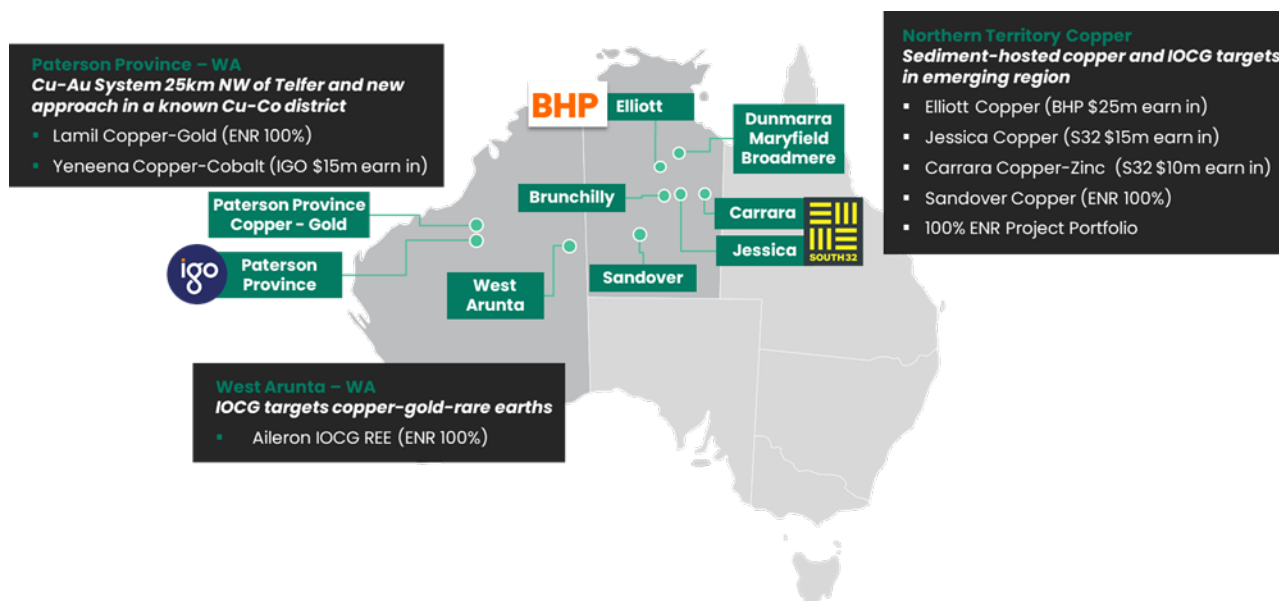 Paterson Province – WA
Cu-Au System 25km NW of Telfer and new
approach in a known Cu-Co district
▪ Lamil Copper-Gold (ENR 100%)
▪ Yeneena Copper-Cobalt (IGO $15m earn in)
Northern Territory Copper
Sediment-hosted copper and IOCG targets
in emerging region
▪ Elliott Copper (BHP $25m earn in)
▪ Jessica Copper (S32 $15m earn in)
▪ Carrara Copper-Zinc (S32 $10m earn in)
▪ Sandover Copper (ENR 100%)
▪ 100% ENR Project Portfolio
BHP
Elliott
Dunmarra
Maryfield
Broadmere
Brunchilly
Carrara
Jessica
SOUTH32
Paterson Province
Copper - Gold
igo
Paterson
Province
West
Arunta
Sandover
West Arunta – WA
IOCG targets copper-gold-rare earths
▪ Aileron IOCG REE (ENR 100%)